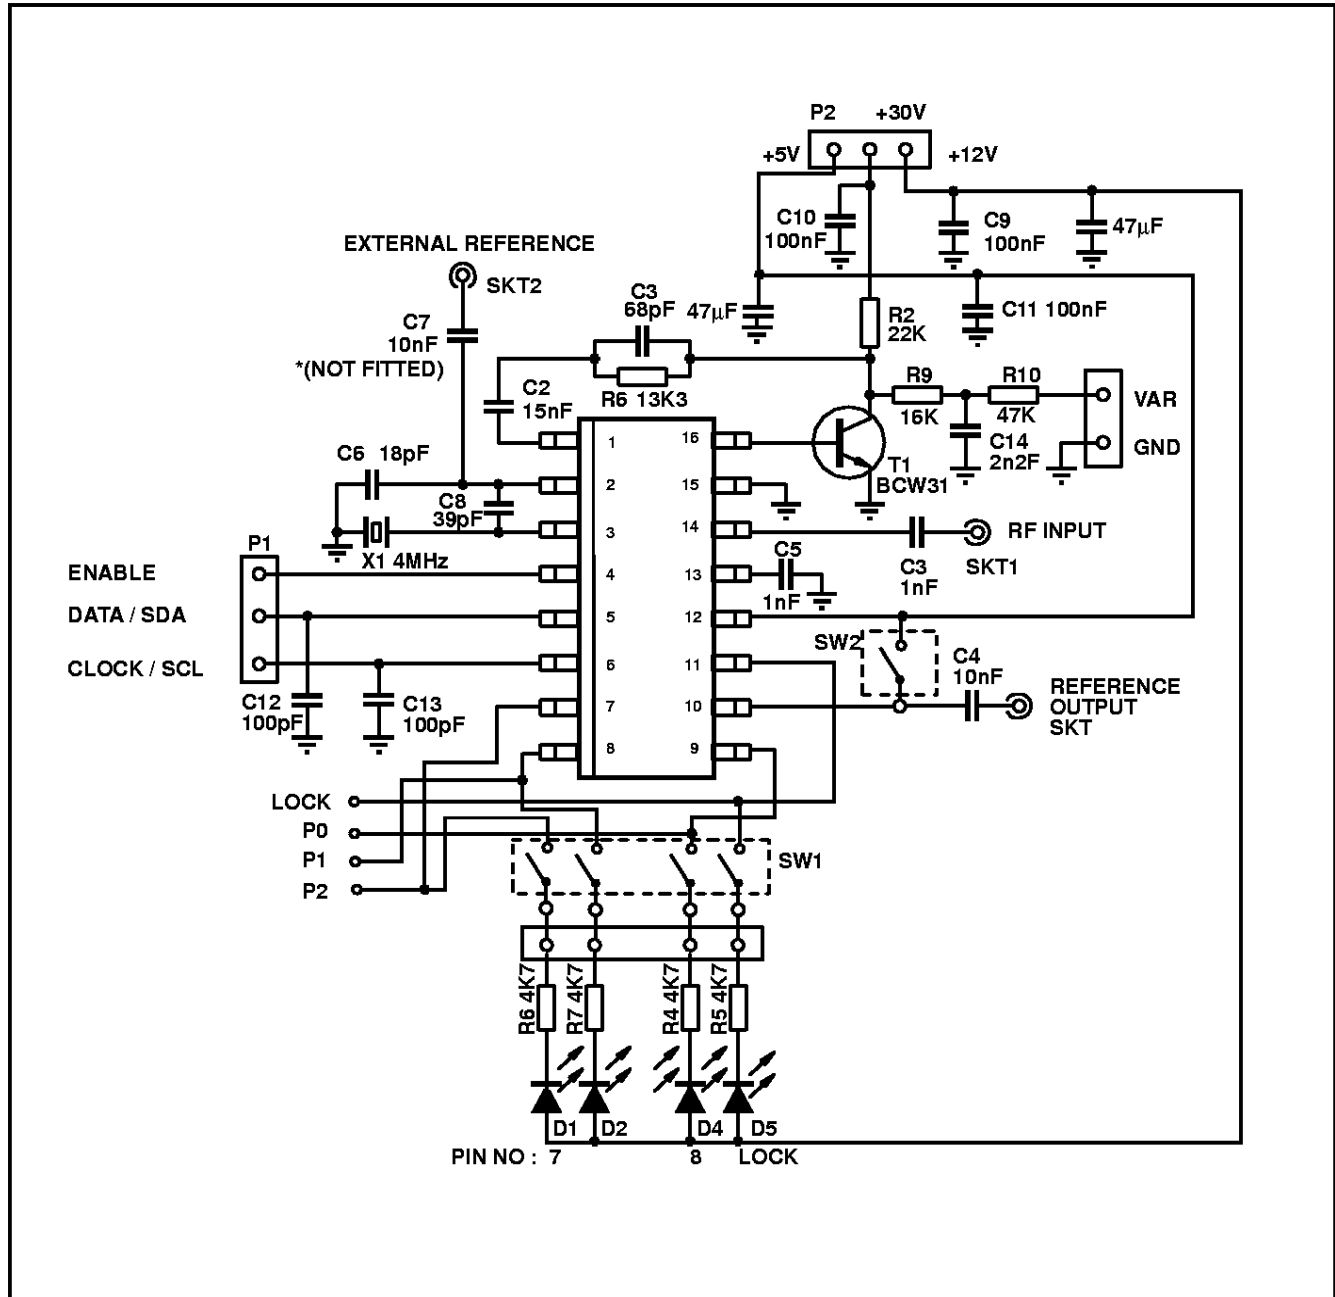 P2 +30V
+5V +12V
C10
100nF
C9
100nF
47µF
EXTERNAL REFERENCE
SKT2
C3
68pF
47µF
R2
22K
C11 100nF
C7
10nF
*(NOT FITTED)
C2
15nF
R6 13K3
R9
16K
R10
47K
VAR
GND
C14
2n2F
T1
BCW31
C6 18pF
C8
39pF
X1 4MHz
1
2
3
4
5
6
7
8
16
15
14
13
12
11
10
9
RF INPUT
SKT1
C3
1nF
C5
1nF
P1
ENABLE
DATA / SDA
CLOCK / SCL
C12
100pF
C13
100pF
SW2
C4
10nF
REFERENCE
OUTPUT
SKT
LOCK
P0
P1
P2
SW1
R6 4K7
R7 4K7
R4 4K7
R5 4K7
D1
D2
D4
D5
PIN NO : 7 8 LOCK